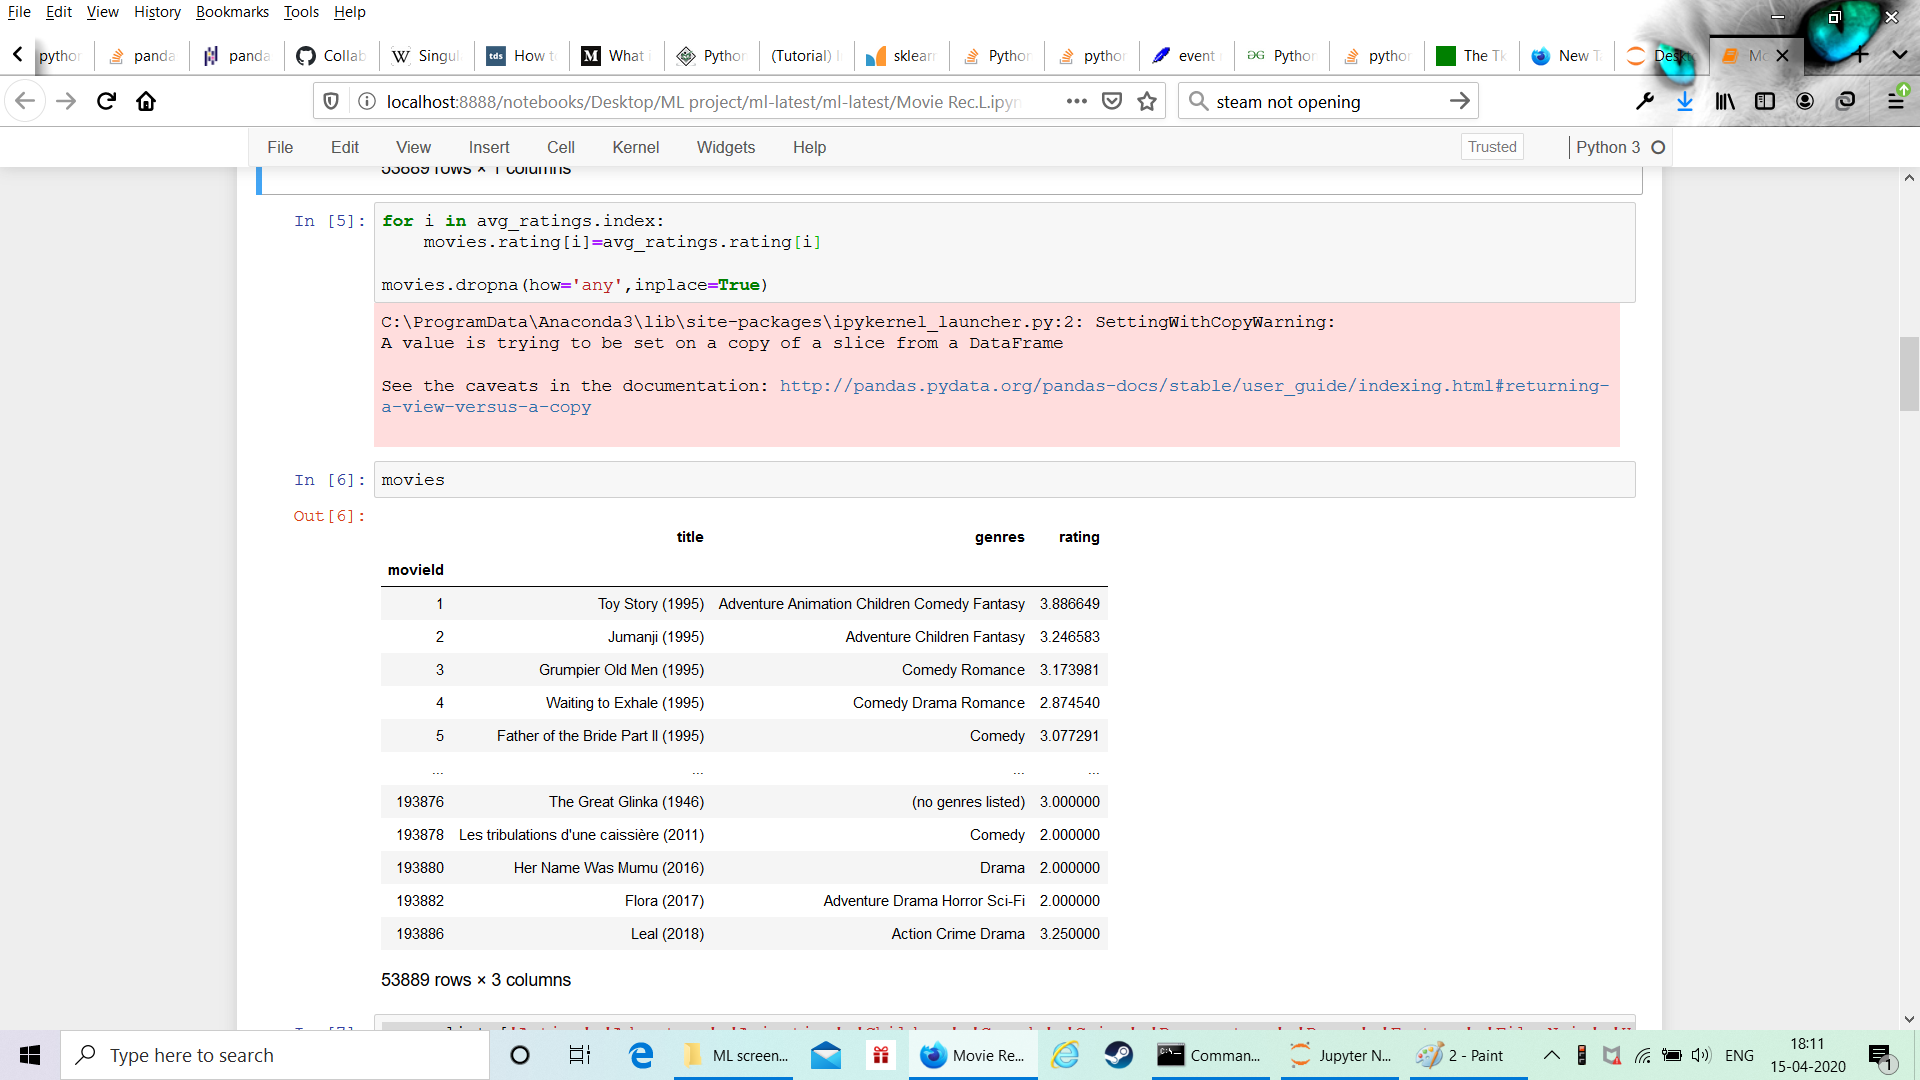 File Edit View History Bookmarks Tools Help
python panda panda Collab Singul How to What i Python (Tutorial) sklearn Python python event Python python The Tk New Ta Deskt Mo
localhost:8888/notebooks/Desktop/ML project/ml-latest/ml-latest/Movie Rec.I.ipyn steam not opening
File Edit View Insert Cell Kernel Widgets Help Trusted Python 3
53889 rows × 1 columns
In [5]: for i in avg_ratings.index:
movies.rating[i]=avg_ratings.rating[i]
movies.dropna(how='any',inplace=True)
C:\ProgramData\Anaconda3\lib\site-packages\ipykernel_launcher.py:2: SettingWithCopyWarning:
A value is trying to be set on a copy of a slice from a DataFrame
See the caveats in the documentation: http://pandas.pydata.org/pandas-docs/stable/user_guide/indexing.html#returning-
a-view-versus-a-copy
In [6]: movies
Out[6]:
title genres rating
movieId
1 Toy Story (1995) Adventure Animation Children Comedy Fantasy 3.886649
2 Jumanji (1995) Adventure Children Fantasy 3.246583
3 Grumpier Old Men (1995) Comedy Romance 3.173981
4 Waiting to Exhale (1995) Comedy Drama Romance 2.874540
5 Father of the Bride Part II (1995) Comedy 3.077291
... ... ... ...
193876 The Great Glinka (1946) (no genres listed) 3.000000
193878 Les tribulations d'une caissière (2011) Comedy 2.000000
193880 Her Name Was Mumu (2016) Drama 2.000000
193882 Flora (2017) Adventure Drama Horror Sci-Fi 2.000000
193886 Leal (2018) Action Crime Drama 3.250000
53889 rows × 3 columns
Type here to search ML screen... Movie Re... Comman... Jupyter N... 2 - Paint ENG 18:11
15-04-2020 1